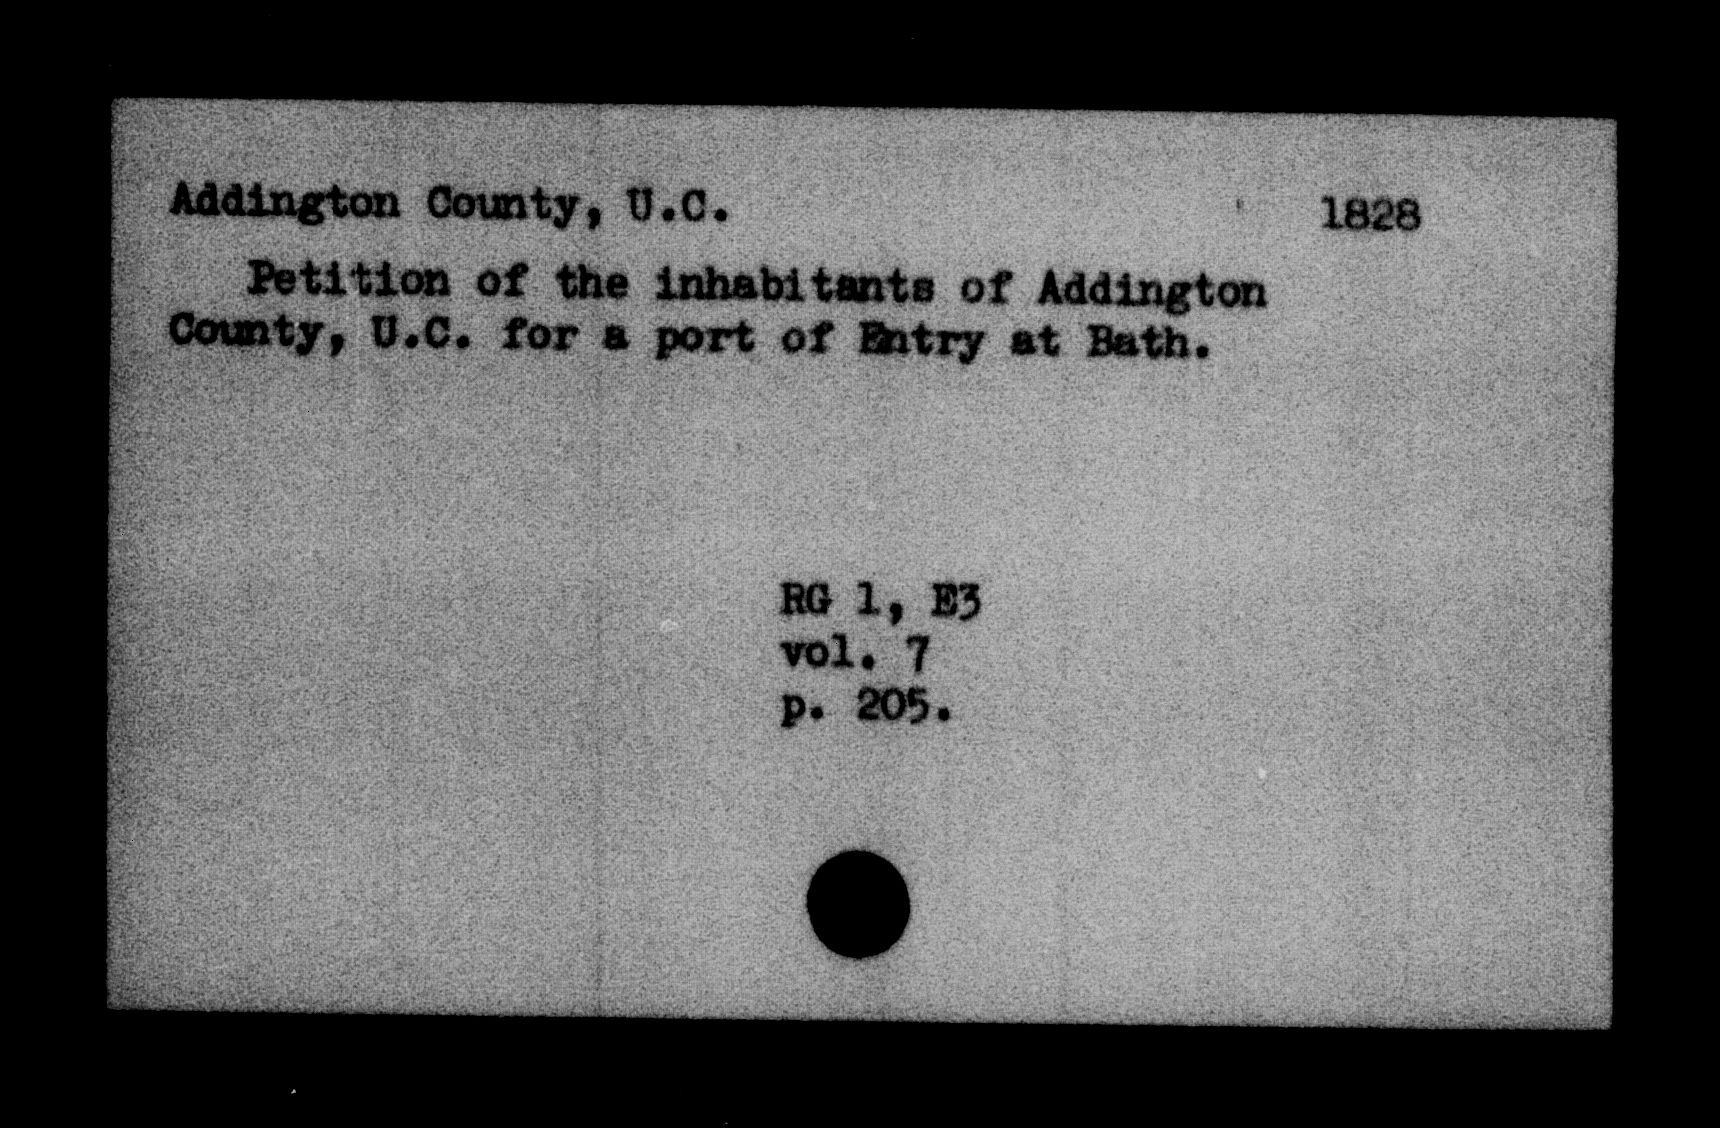 Addington County, U.C. 1828
Petition of the inhabitants of Addington
County, U.C. for a port of Entry at Bath.
RG 1, E3
vol. 7
p. 205.